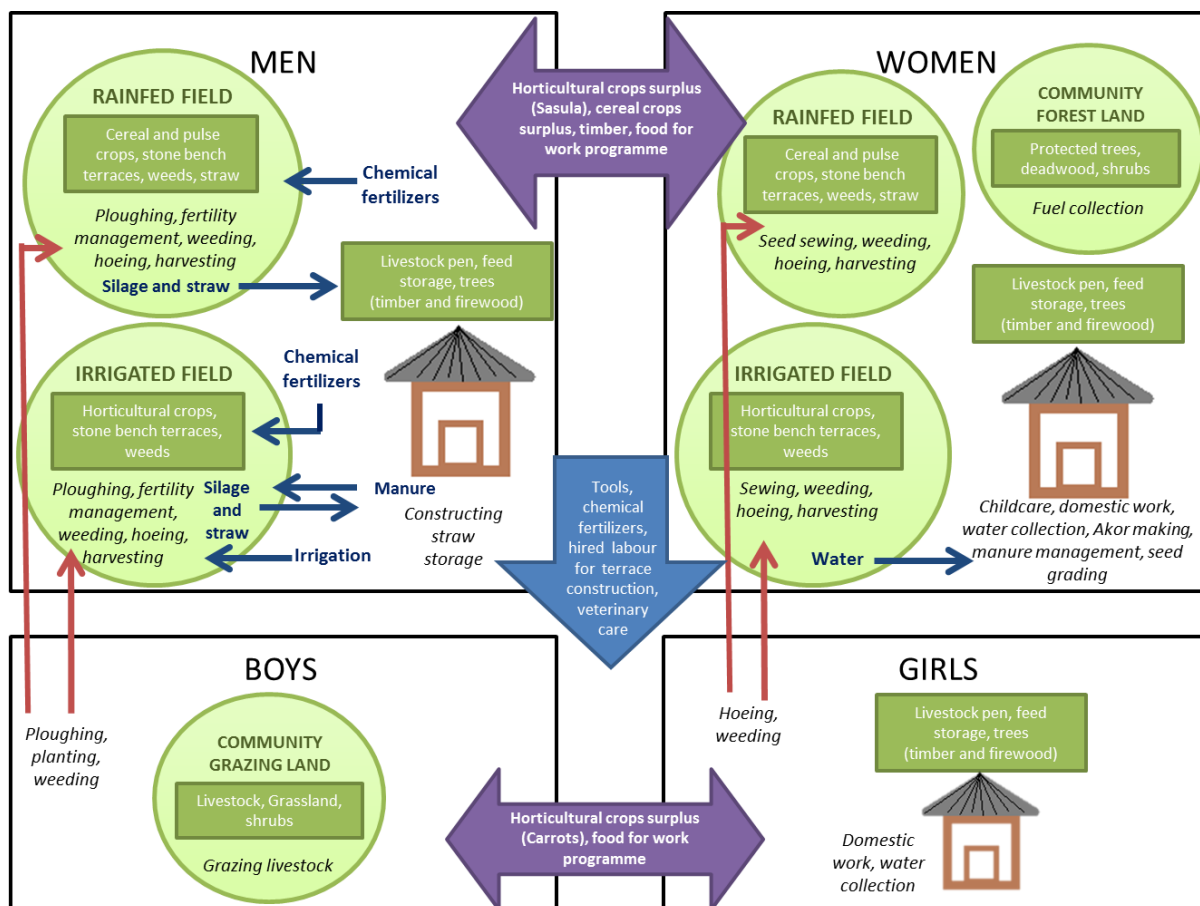 MEN
RAINFED FIELD
Cereal and pulse
crops, stone bench
terraces, weeds, straw
Ploughing, fertility
management, weeding,
hoeing, harvesting
Silage and straw
Chemical
fertilizers
Livestock pen, feed
storage, trees
(timber and firewood)
IRRIGATED FIELD
Horticultural crops,
stone bench terraces,
weeds
Chemical
fertilizers
Ploughing, fertility
management,
weeding, hoeing,
harvesting
Silage
and
straw
Manure
Irrigation
Constructing
straw
storage
Horticultural crops surplus
(Sasula), cereal crops
surplus, timber, food for
work programme
WOMEN
RAINFED FIELD
Cereal and pulse
crops, stone bench
terraces, weeds, straw
Seed sewing, weeding,
hoeing, harvesting
COMMUNITY
FOREST LAND
Protected trees,
deadwood, shrubs
Fuel collection
Livestock pen, feed
storage, trees
(timber and firewood)
IRRIGATED FIELD
Horticultural crops,
stone bench terraces,
weeds
Sewing, weeding,
hoeing, harvesting
Water
Childcare, domestic work,
water collection, Akor making,
manure management, seed
grading
Tools,
chemical
fertilizers,
hired labour
for terrace
construction,
veterinary
care
BOYS
Ploughing,
planting,
weeding
COMMUNITY
GRAZING LAND
Livestock, Grassland,
shrubs
Grazing livestock
Horticultural crops surplus
(Carrots), food for work
programme
GIRLS
Hoeing,
weeding
Livestock pen, feed
storage, trees
(timber and firewood)
Domestic
work, water
collection